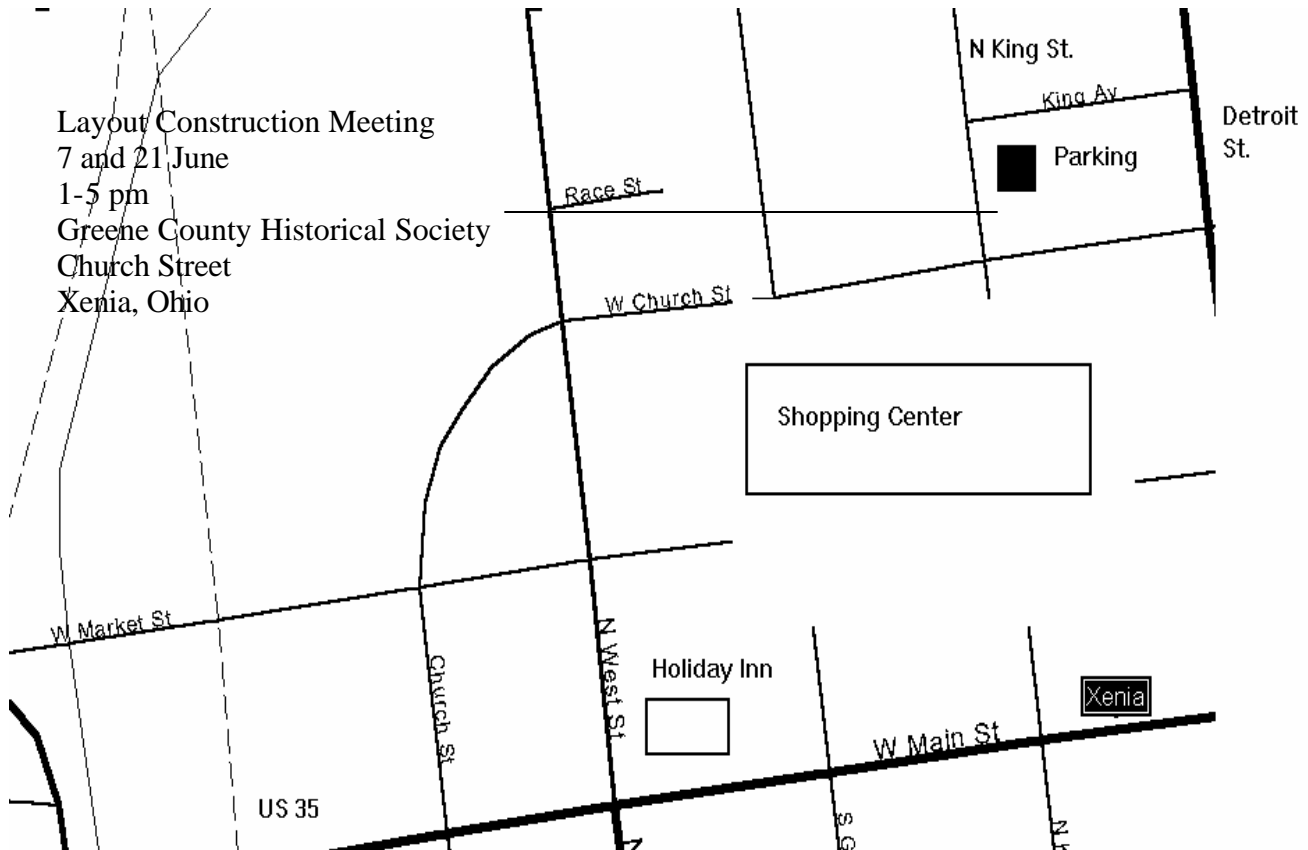 Layout Construction Meeting
7 and 21 June
1-5 pm
Greene County Historical Society
Church Street
Xenia, Ohio
N King St.
King Av
Detroit
St.
Parking
Race St
W Church St
Shopping Center
W Market St
Church St
N West St
Holiday Inn
Xenia
W Main St
US 35
S G
N